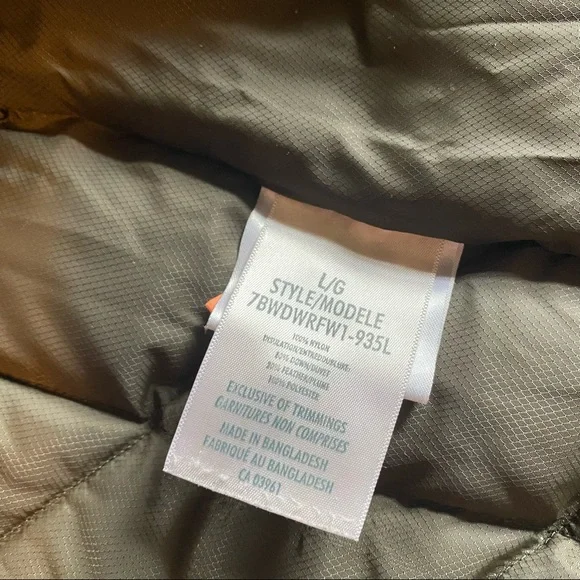 L/G
STYLE/MODELE
7BWDWRFW1-935L
100% NYLON
INSULATION/ENTREDOUBLURE:
80% DOWN/DUVET
20% FEATHER/PLUME
100% POLYESTER
EXCLUSIVE OF TRIMMINGS
GARNITURES NON COMPRISES
MADE IN BANGLADESH
FABRIQUÉ AU BANGLADESH
CA 03961